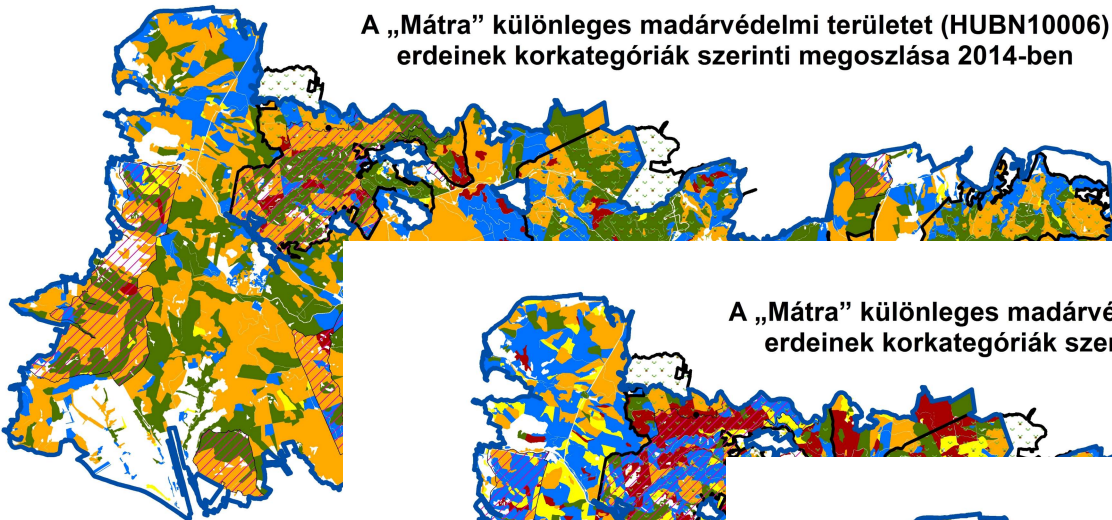 A „Mátra” különleges madárvédelmi területet (HUBN10006)
erdeinek korkategóriák szerinti megoszlása 2014-ben
A „Mátra” különleges madárvé
erdeinek korkategóriák szer